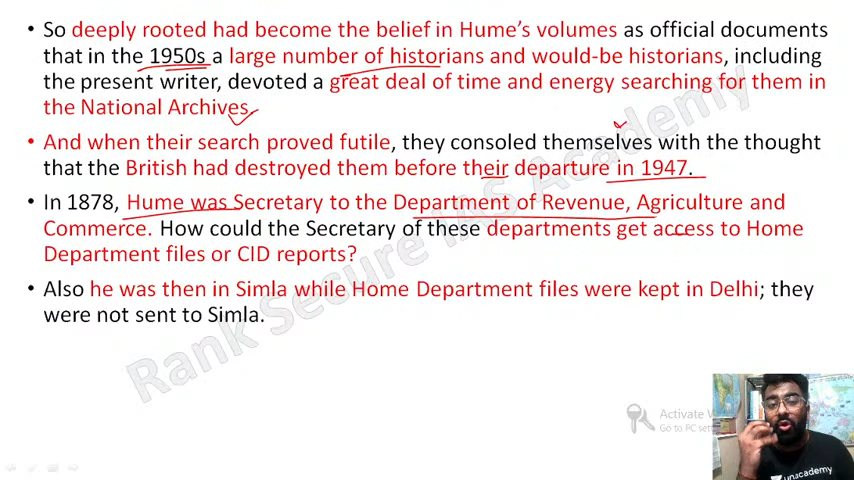 • So deeply rooted had become the belief in Hume's volumes as official documents
that in the 1950s a large number of historians and would-be historians, including
the present writer, devoted a great deal of time and energy searching for them in
the National Archives.
• And when their search proved futile, they consoled themselves with the thought
that the British had destroyed them before their departure in 1947.
• In 1878, Hume was Secretary to the Department of Revenue, Agriculture and
Commerce. How could the Secretary of these departments get access to Home
Department files or CID reports?
• Also he was then in Simla while Home Department files were kept in Delhi; they
were not sent to Simla.
Rank Secure IAS Academy
Activate
Go to PC
unacademy